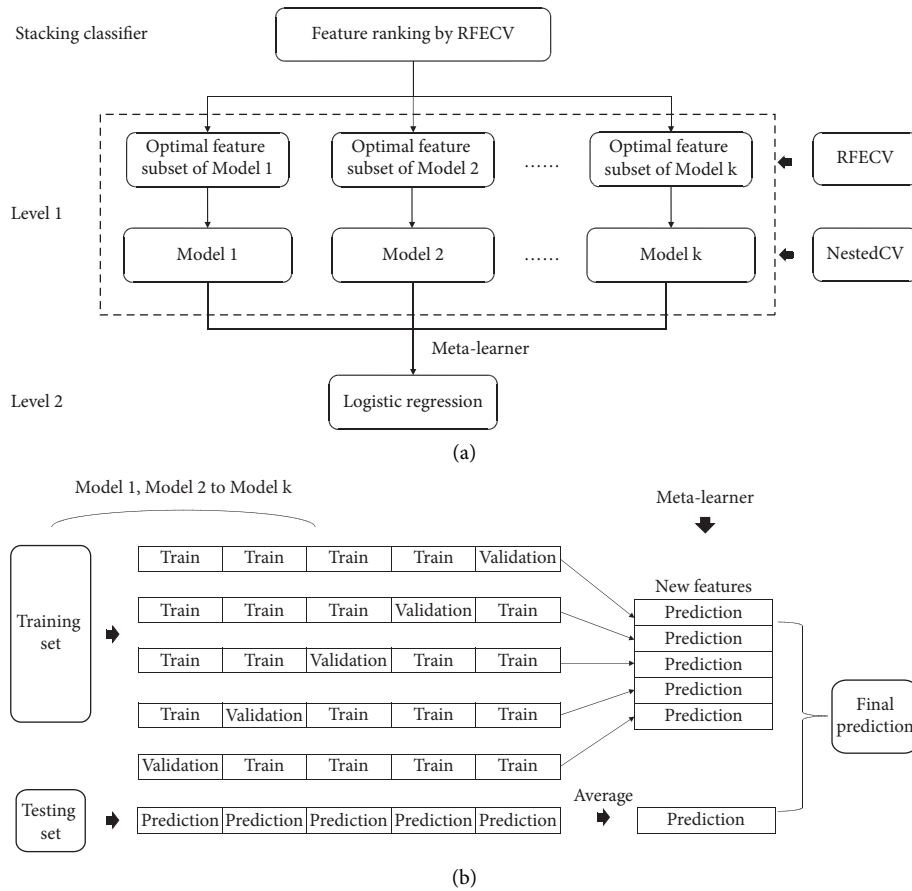 Stacking classifier
Feature ranking by RFECV
Optimal feature
subset of Model 1
Optimal feature
subset of Model 2
......
Optimal feature
subset of Model k
RFECV
Level 1
Model 1
Model 2
......
Model k
NestedCV
Meta-learner
Level 2
Logistic regression
(a)
Model 1, Model 2 to Model k
Meta-learner
Training
set
Train Train Train Train Validation
Train Train Train Validation Train
Train Train Validation Train Train
Train Validation Train Train Train
Validation Train Train Train Train
New features
Prediction
Prediction
Prediction
Prediction
Prediction
Final
prediction
Testing
set
Prediction Prediction Prediction Prediction Prediction
Average
Prediction
(b)